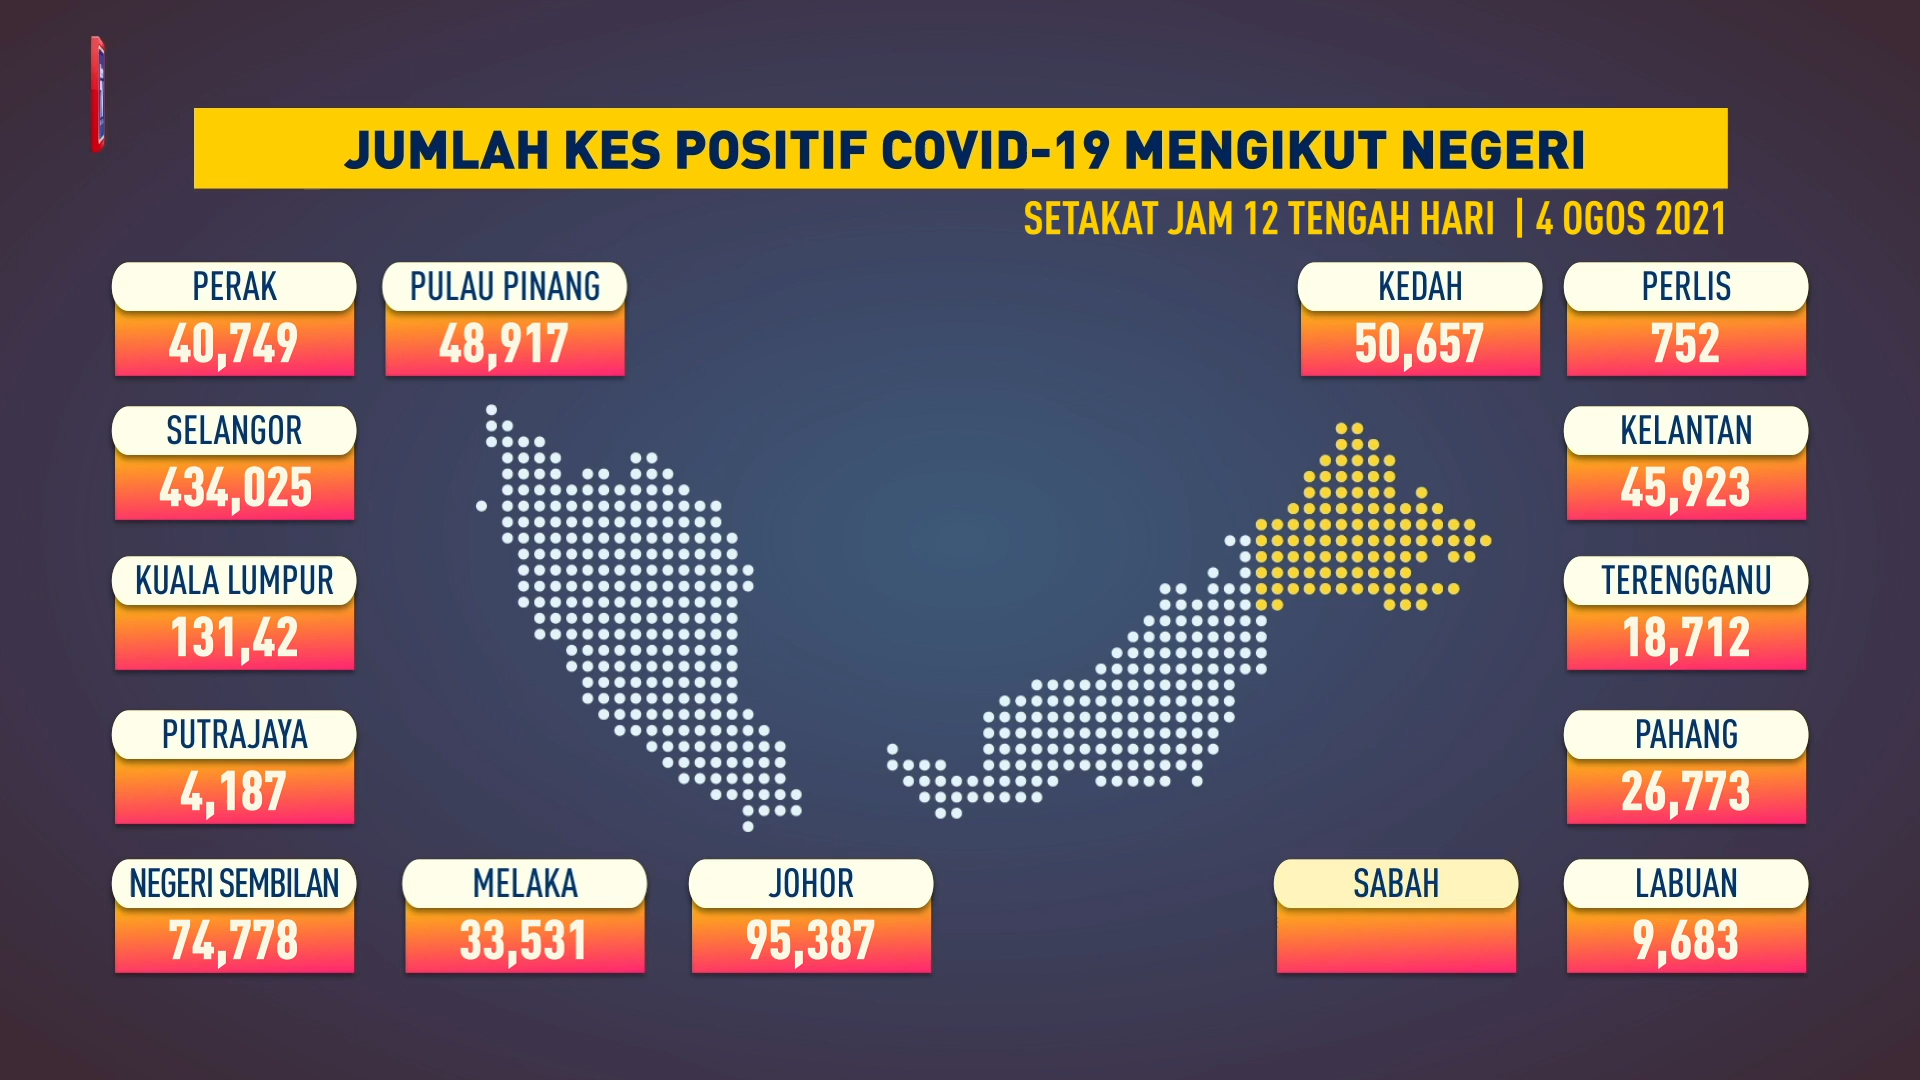 JUMLAH KES POSITIF COVID-19 MENGIKUT NEGERI
SETAKAT JAM 12 TENGAH HARI | 4 OGOS 2021
PERAK
40,749
PULAU PINANG
48,917
KEDAH
50,657
PERLIS
752
SELANGOR
434,025
KELANTAN
45,923
KUALA LUMPUR
131,42
TERENGGANU
18,712
PUTRAJAYA
4,187
PAHANG
26,773
NEGERI SEMBILAN
74,778
MELAKA
33,531
JOHOR
95,387
SABAH
LABUAN
9,683